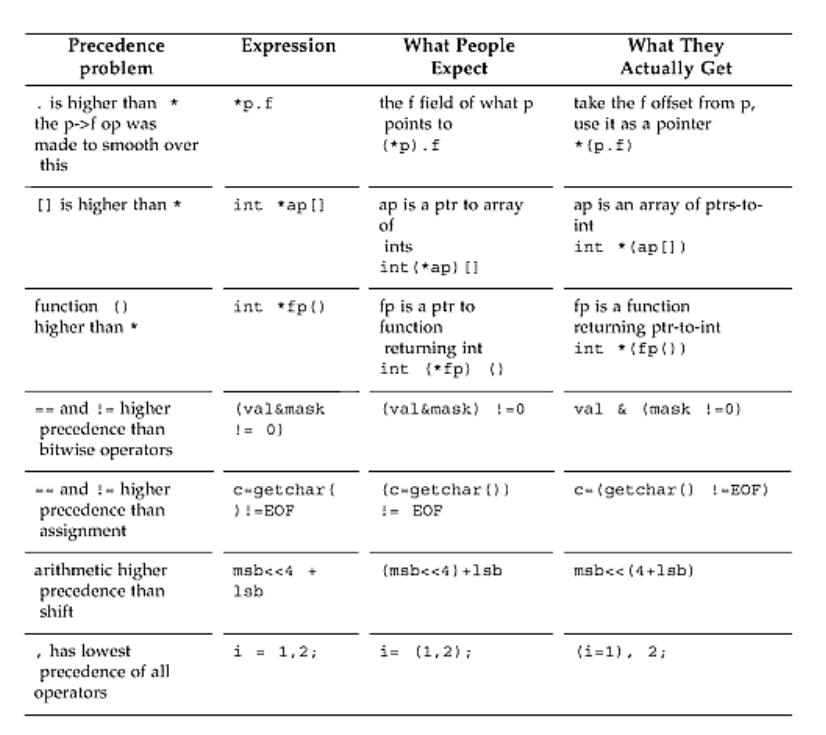 Precedence problem | Expression | What People Expect | What They Actually Get
. is higher than * | *p.f | the f field of what p | take the f offset from p,
the p->f op was | points to | use it as a pointer
made to smooth over | (*p).f | *(p.f)
this
[] is higher than * | int *ap[] | ap is a ptr to array | ap is an array of ptrs-to-
of | int
ints | int *(ap[])
int(*ap)[]
function () | int *fp() | fp is a ptr to | fp is a function
higher than * | function | returning ptr-to-int
returning int | int *(fp())
int (*fp) ()
== and != higher | (val&mask | (val&mask) !=0 | val & (mask !=0)
precedence than | != 0)
bitwise operators
== and != higher | c=getchar( | (c=getchar()) | c=(getchar() !=EOF)
precedence than | )!=EOF | != EOF
assignment
arithmetic higher | msb<<4 + | (msb<<4)+lsb | msb<<(4+lsb)
precedence than | lsb
shift
, has lowest | i = 1,2; | i= (1,2); | (i=1), 2;
precedence of all
operators